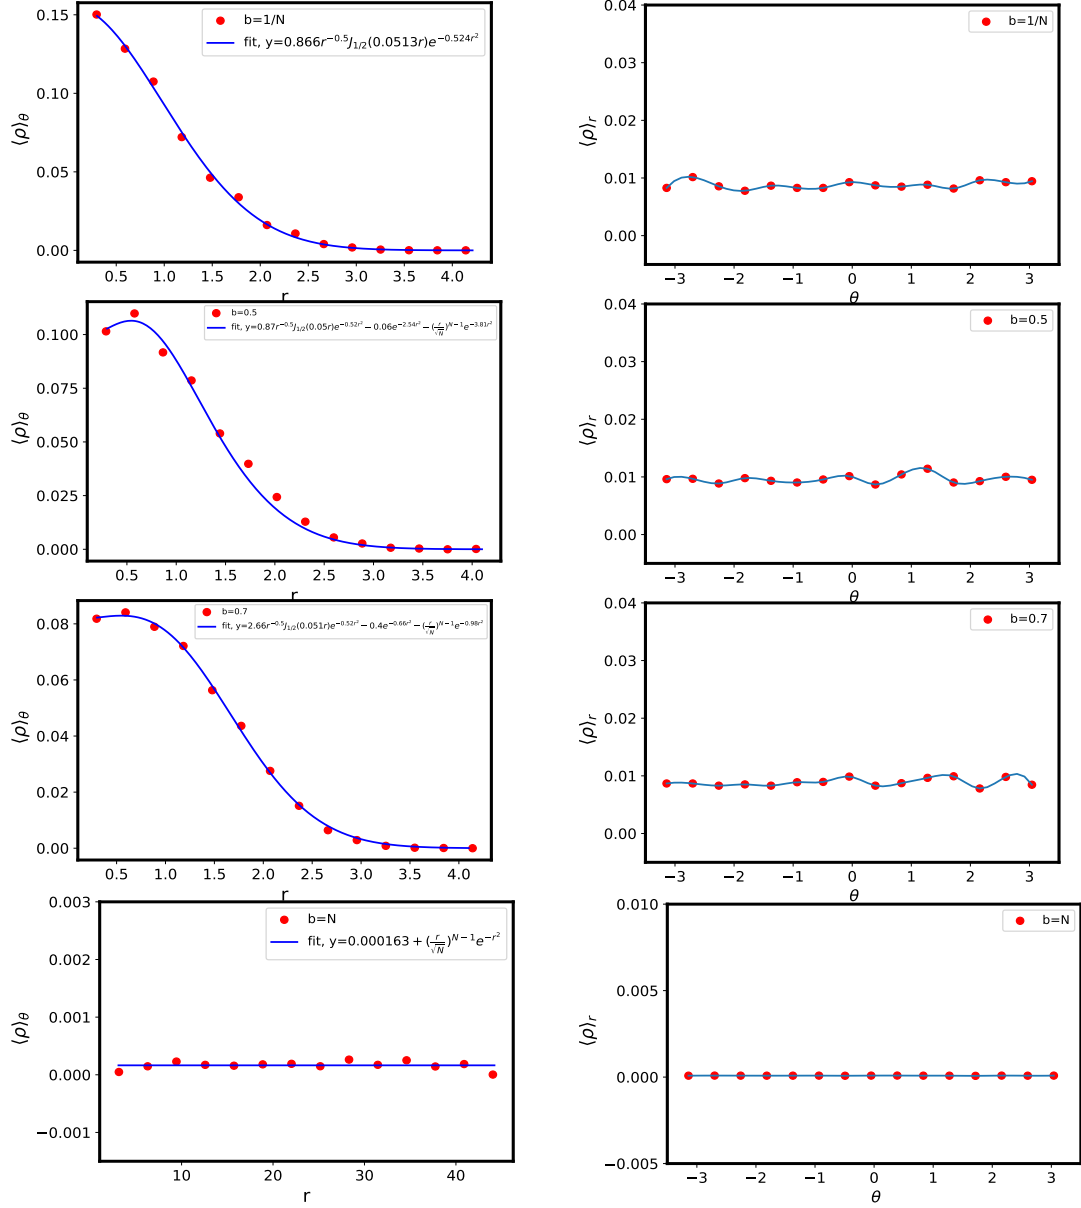 0.15
0.10
0.05
0.00
⟨ρ⟩θ
b=1/N
fit, y=0.866r^{-0.5}J_{1/2}(0.0513r)e^{-0.524r^2}
0.5 1.0 1.5 2.0 2.5 3.0 3.5 4.0
r
0.04
0.03
0.02
0.01
0.00
⟨ρ⟩r
b=1/N
−3 −2 −1 0 1 2 3
θ
0.100
0.075
0.050
0.025
0.000
⟨ρ⟩θ
b=0.5
fit, y=0.87r^{-0.5}J_{1/2}(0.05r)e^{-0.52r^2} − 0.06e^{-2.54r^2} − (r/√N)^{N−1}e^{-3.81r^2}
0.5 1.0 1.5 2.0 2.5 3.0 3.5 4.0
r
0.04
0.03
0.02
0.01
0.00
⟨ρ⟩r
b=0.5
−3 −2 −1 0 1 2 3
θ
0.08
0.06
0.04
0.02
0.00
⟨ρ⟩θ
b=0.7
fit, y=2.66r^{-0.5}J_{1/2}(0.051r)e^{-0.52r^2} − 0.4e^{-0.66r^2} − (r/√N)^{N−1}e^{-0.98r^2}
0.5 1.0 1.5 2.0 2.5 3.0 3.5 4.0
r
0.04
0.03
0.02
0.01
0.00
⟨ρ⟩r
b=0.7
−3 −2 −1 0 1 2 3
θ
0.003
0.002
0.001
0.000
−0.001
⟨ρ⟩θ
b=N
fit, y=0.000163 + (r/√N)^{N−1}e^{-r^2}
10 20 30 40
r
0.010
0.005
0.000
−0.005
⟨ρ⟩r
b=N
−3 −2 −1 0 1 2 3
θ